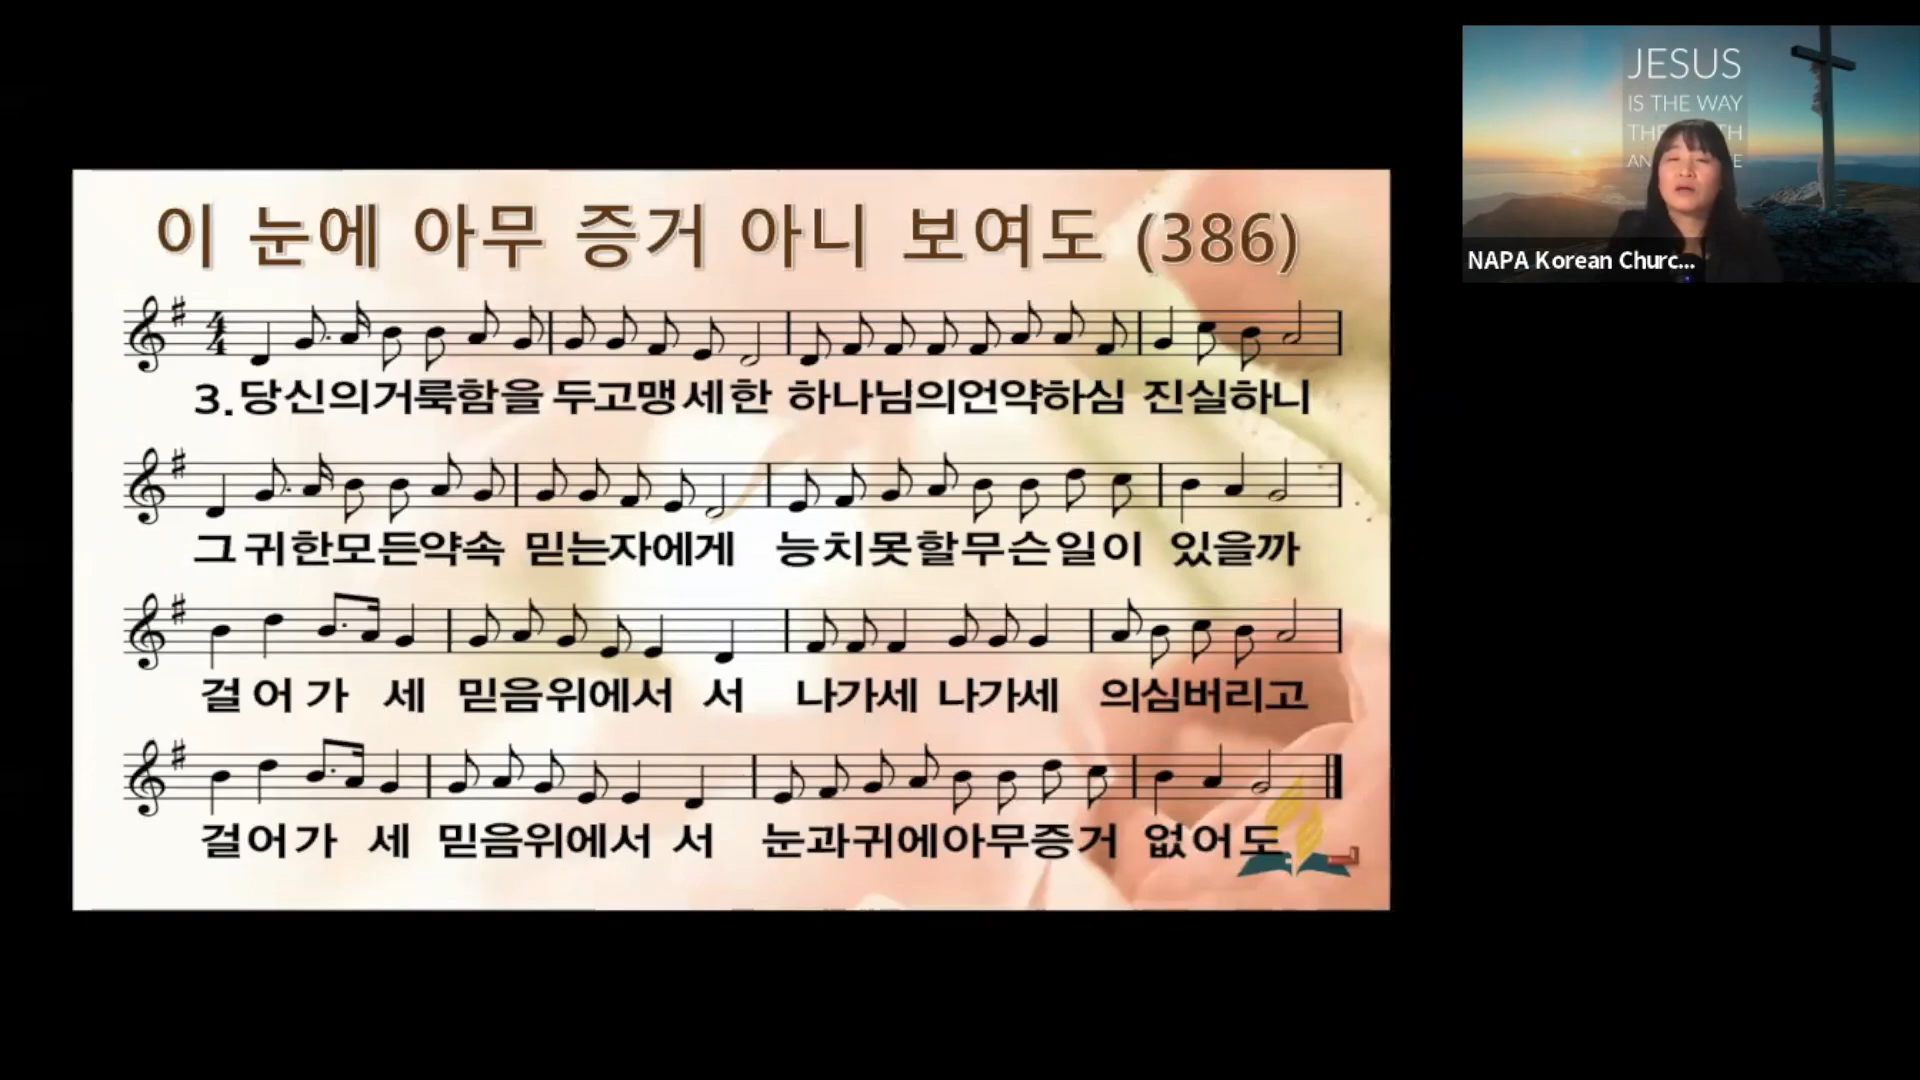 이 눈에 아무 증거 아니 보여도 (386)
3. 당신의거룩함을 두고맹세한 하나님의언약하심 진실하니
그귀한모든약속 믿는자에게 능치못할무슨일이 있을까
걸어가 세 믿음위에서 서 나가세 나가세 의심버리고
걸어가 세 믿음위에서 서 눈과귀에아무증거 없어도
JESUS
IS THE WAY
TH
AN
NAPA Korean Churc...